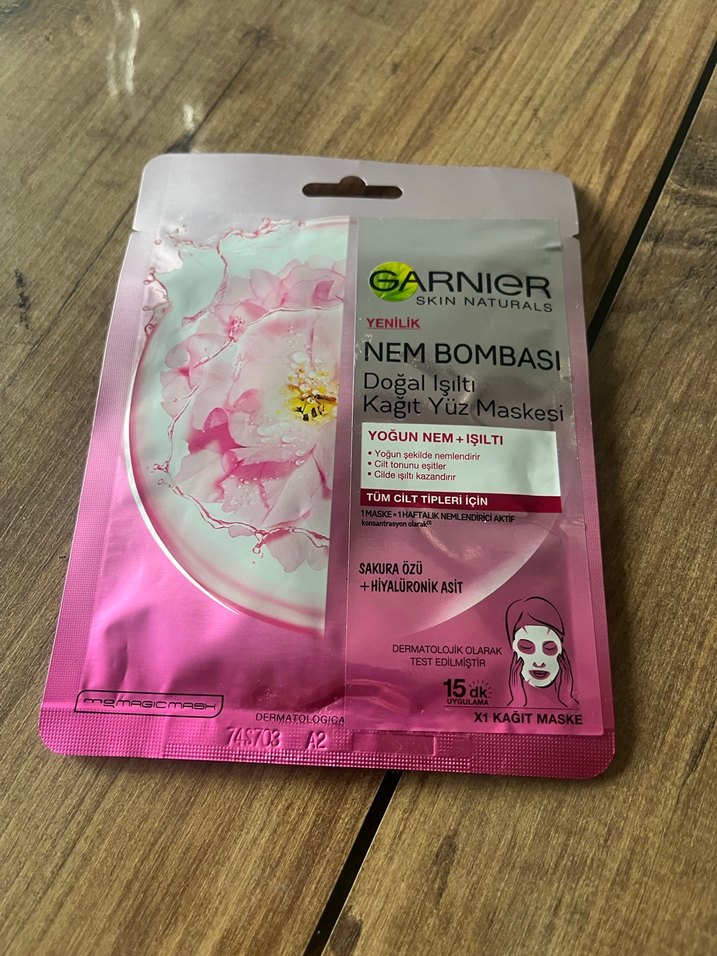 GARNIER
SKIN NATURALS
YENİLİK
NEM BOMBASI
Doğal Işıltı
Kağıt Yüz Maskesi
YOĞUN NEM + IŞILTI
• Yoğun şekilde nemlendirir
• Cilt tonunu eşitler
• Cilde ışıltı kazandırır
TÜM CİLT TİPLERİ İÇİN
1 MASKE = 1 HAFTALIK NEMLENDİRİCİ AKTİF
konsantrasyon olarak(1)
SAKURA ÖZÜ
+HİYALÜRONİK ASİT
DERMATOLOJİK OLARAK
TEST EDİLMİŞTİR
15 dk
UYGULAMA
X1 KAĞIT MASKE
MAGIC MASK
DERMATOLOGICA
74S703 A2